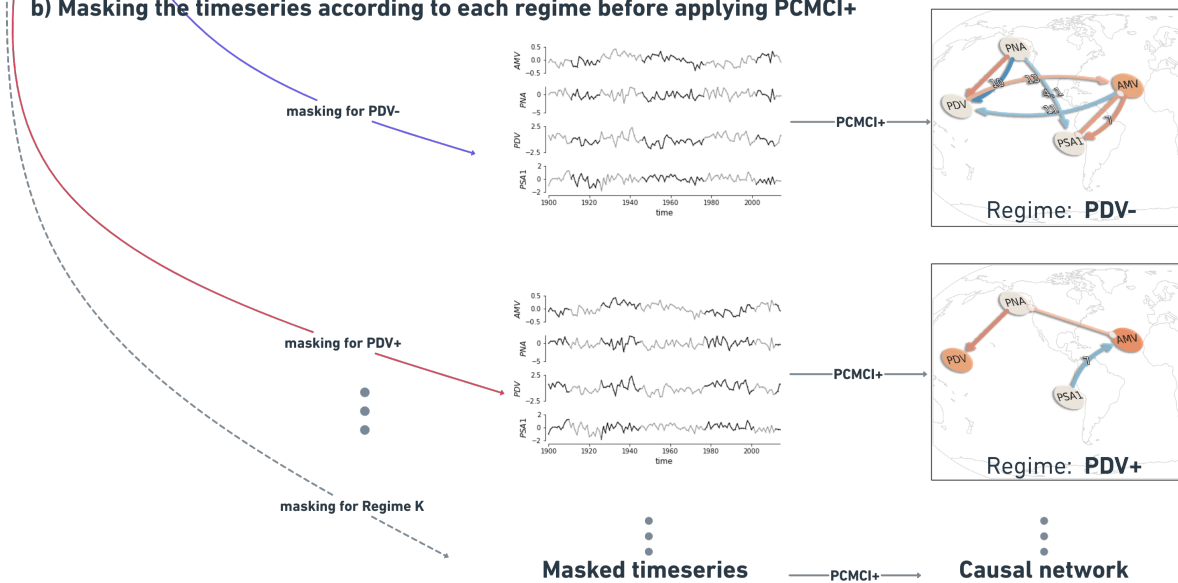 b) Masking the timeseries according to each regime before applying PCMCI+
masking for PDV-
AMV
0.5
0.0
−0.5
PNA
0
−5
PDV
2.5
−2.5
PSA1
2
0
−2
1900 1920 1940 1960 1980 2000
time
PCMCI+
PNA
PDV
AMV
PSA1
7
Regime: PDV-
masking for PDV+
AMV
0.5
0.0
−0.5
PNA
0
−5
PDV
2.5
−2.5
PSA1
2
0
−2
1900 1920 1940 1960 1980 2000
time
PCMCI+
PNA
AMV
PDV
7
PSA1
Regime: PDV+
masking for Regime K
Masked timeseries
PCMCI+
Causal network